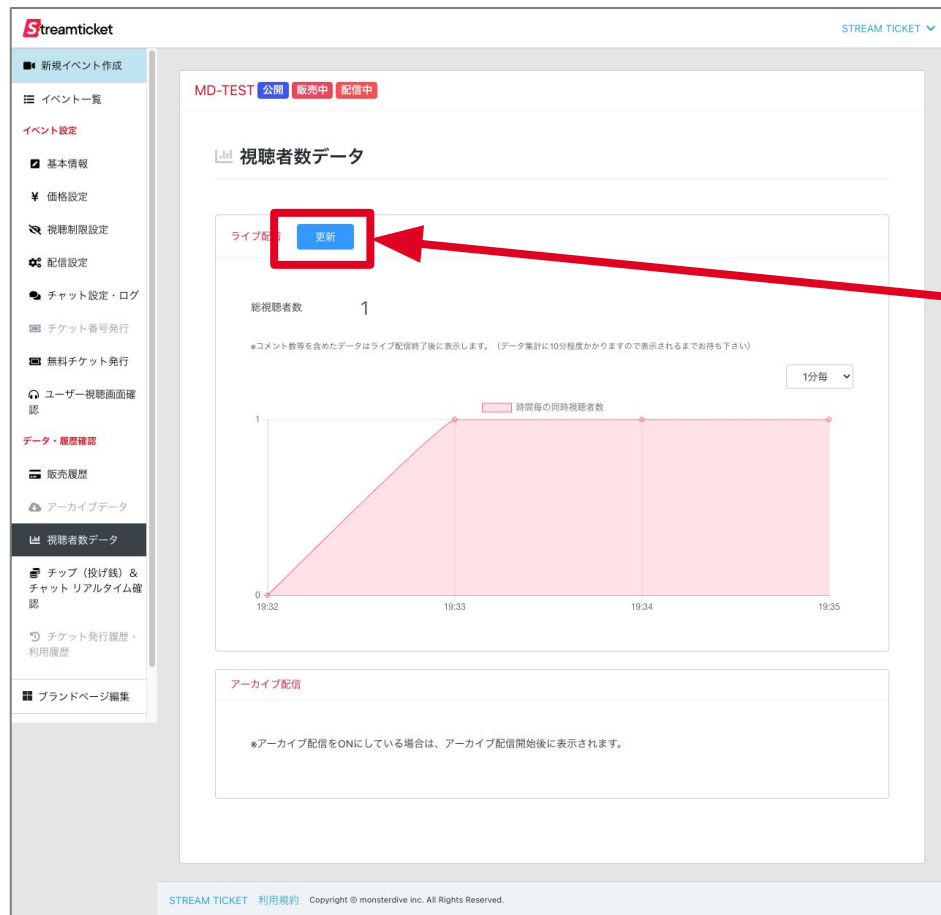 Streamticket
STREAM TICKET
新規イベント作成
イベント一覧
イベント設定
基本情報
価格設定
視聴制限設定
配信設定
チャット設定・ログ
チケット番号発行
無料チケット発行
ユーザー視聴画面確
認
データ・履歴確認
販売履歴
アーカイブデータ
視聴者数データ
チップ（投げ銭）&
チャット リアルタイム確
認
チケット発行履歴・
利用履歴
ブランドページ編集
MD-TEST 公開 販売中 配信中
視聴者数データ
ライブ配信 更新
総視聴者数 1
※コメント数等を含めたデータはライブ配信終了後に表示します。（データ集計に10分程度かかりますので表示されるまでお待ち下さい）
1分毎
時間毎の同時視聴者数
1
0
19:32 19:33 19:34 19:35
アーカイブ配信
※アーカイブ配信をONにしている場合は、アーカイブ配信開始後に表示されます。
STREAM TICKET 利用規約 Copyright © monsterdive inc. All Rights Reserved.